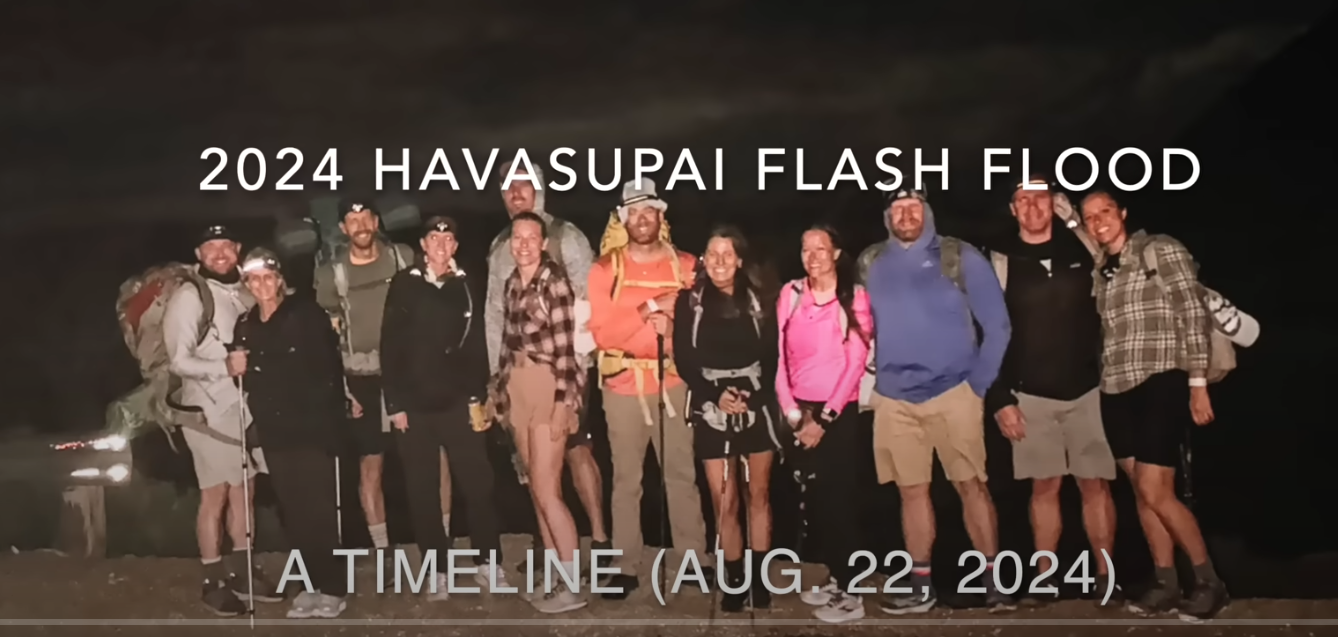 2024 HAVASUPAI FLASH FLOOD
A TIMELINE (AUG. 22, 2024)